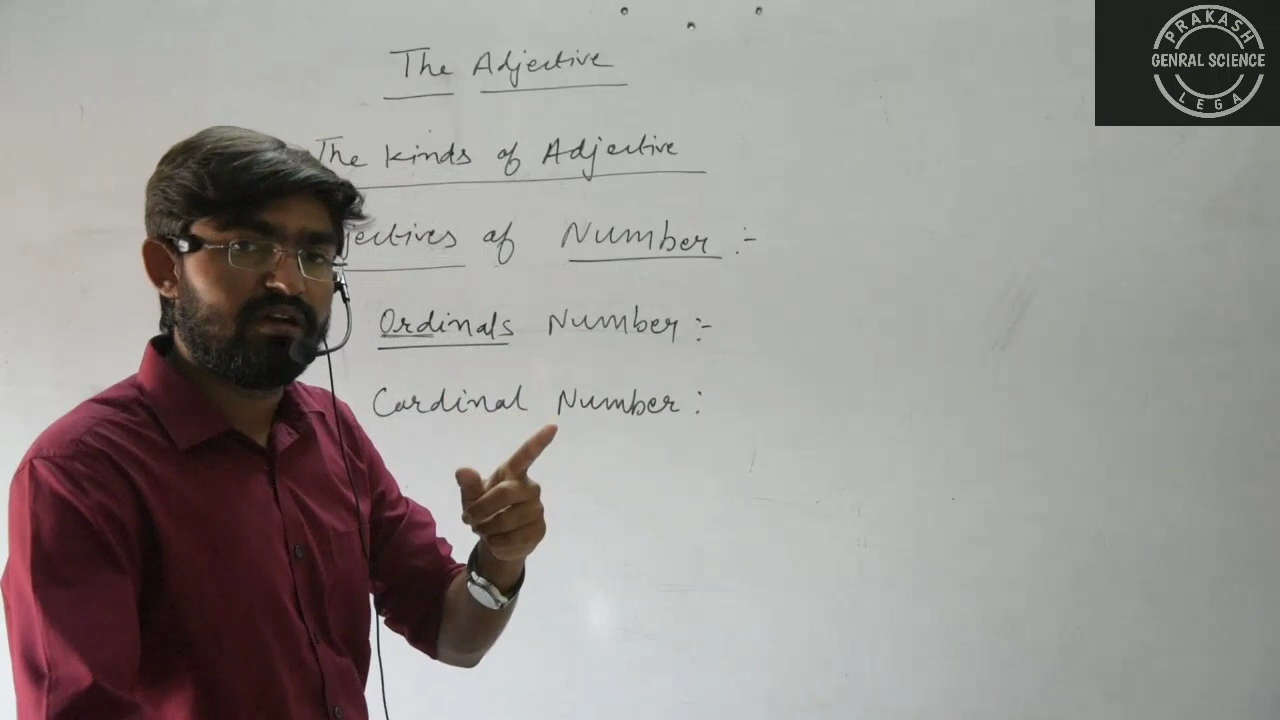 PRAKASH
GENRAL SCIENCE
LEGA
The Adjective
The Kinds of Adjective
jectives of Number :-
Ordinals Number :-
Cardinal Number :